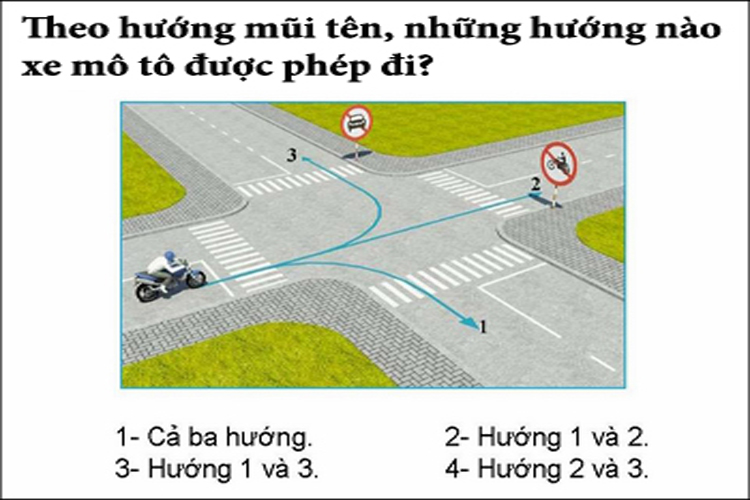 Theo hướng mũi tên, những hướng nào
xe mô tô được phép đi?
3
2
1
1- Cả ba hướng.
2- Hướng 1 và 2.
3- Hướng 1 và 3.
4- Hướng 2 và 3.